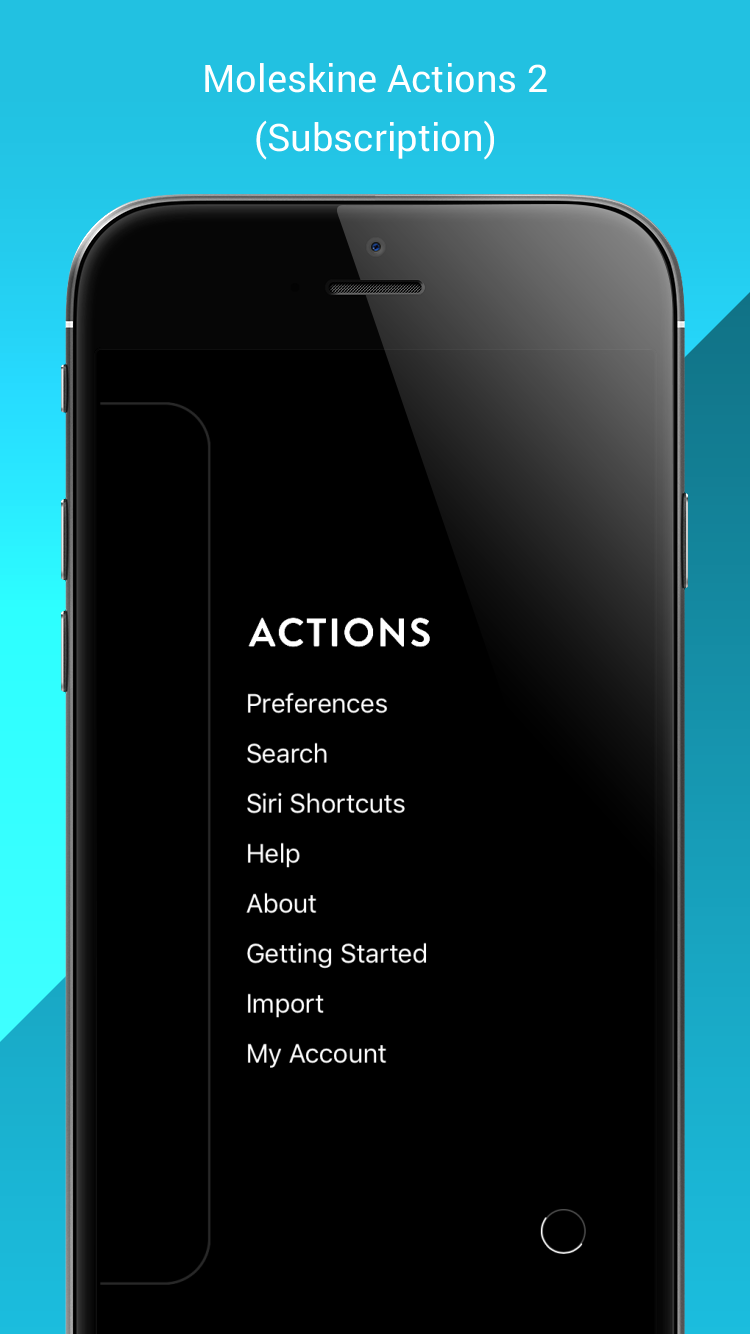 Moleskine Actions 2
(Subscription)
ACTIONS
Preferences
Search
Siri Shortcuts
Help
About
Getting Started
Import
My Account